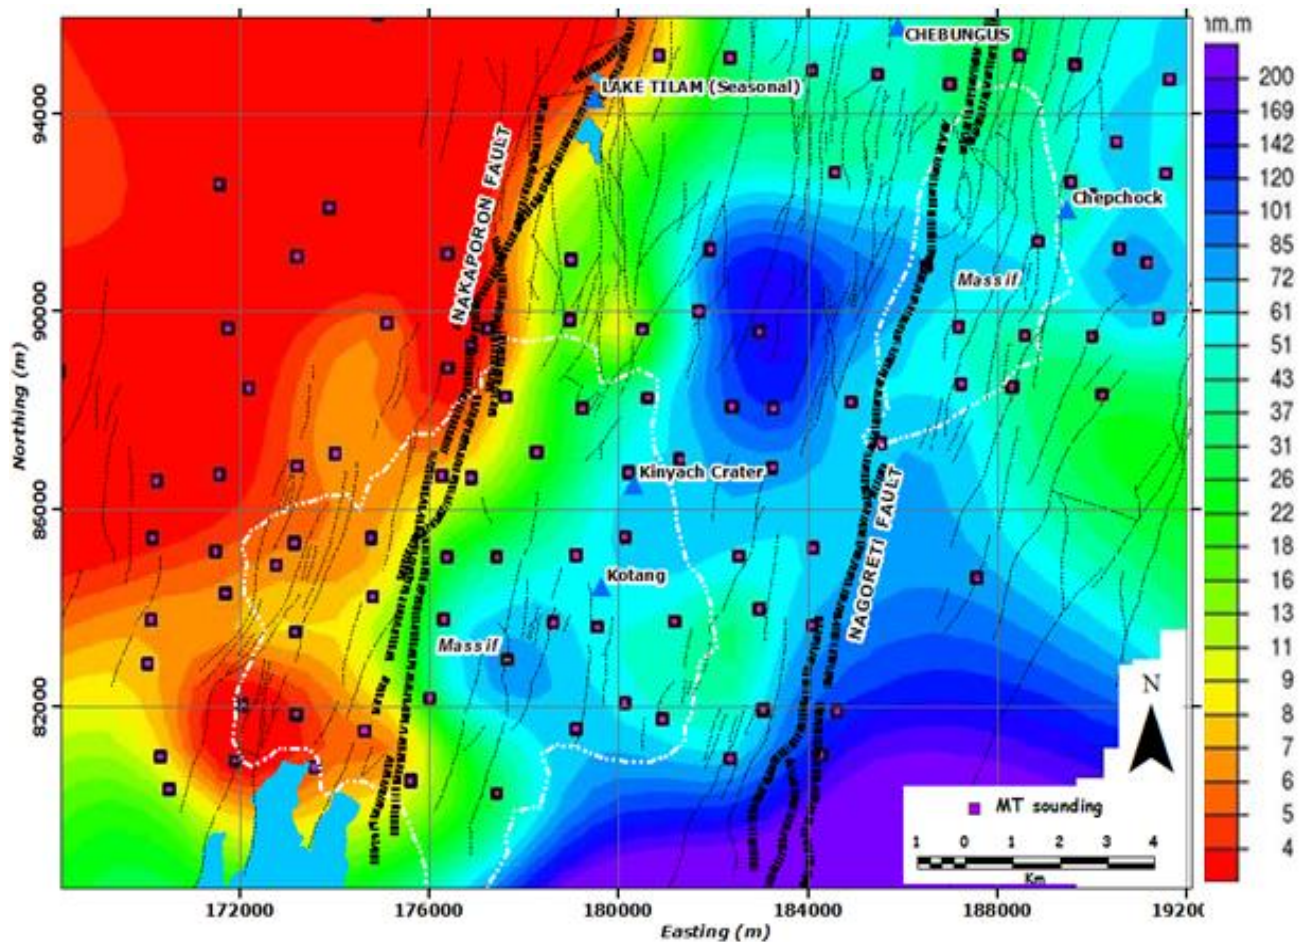 ım.m
CHEBUNGUS
LAKE TILAM (Seasonal)
200
169
142
120
101
85
72
61
51
43
37
31
26
22
18
16
13
11
9
8
7
6
5
4
94000
90000
86000
82000
Northing (m)
NAKAPORON FAULT
Chepchock
Massif
Kinyach Crater
NAGORETI FAULT
Kotang
Massif
N
MT sounding
1 0 1 2 3 4
Km
172000 176000 180000 184000 188000 19200
Easting (m)